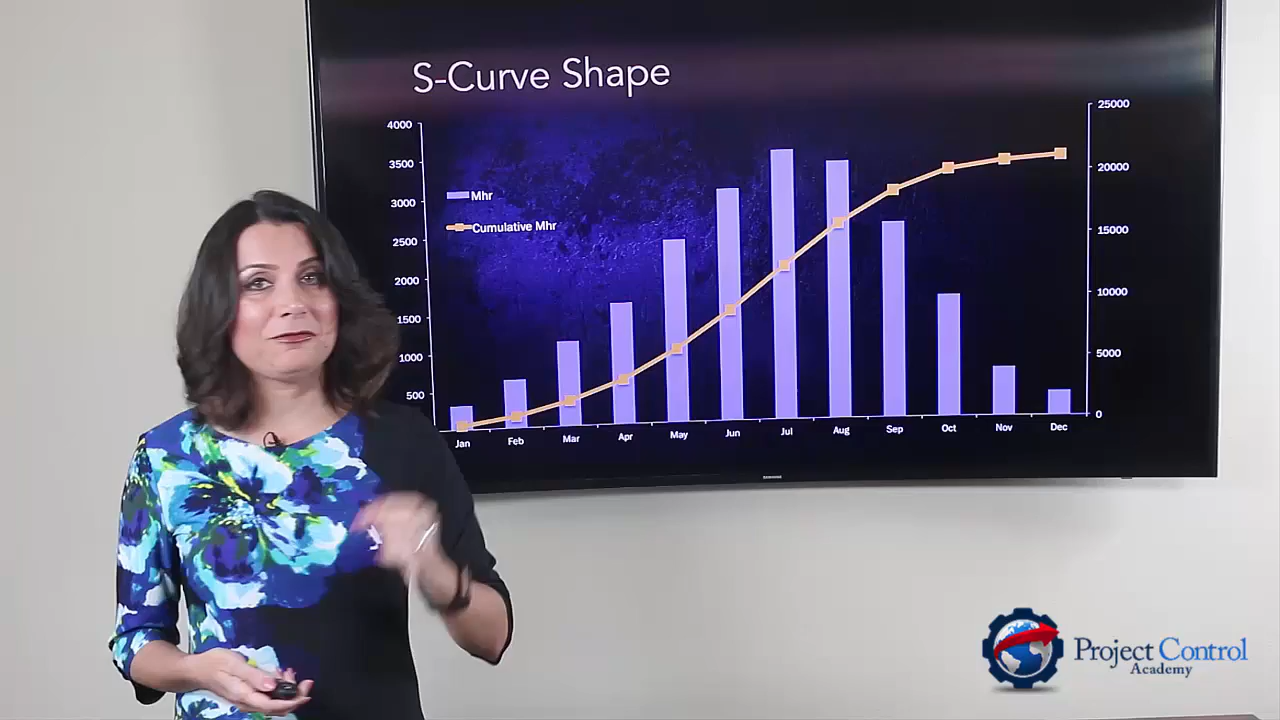 S-Curve Shape
4000
3500
3000
2500
2000
1500
1000
500
Mhr
Cumulative Mhr
25000
20000
15000
10000
5000
0
Jan Feb Mar Apr May Jun Jul Aug Sep Oct Nov Dec
SAMSUNG
Project Control
Academy